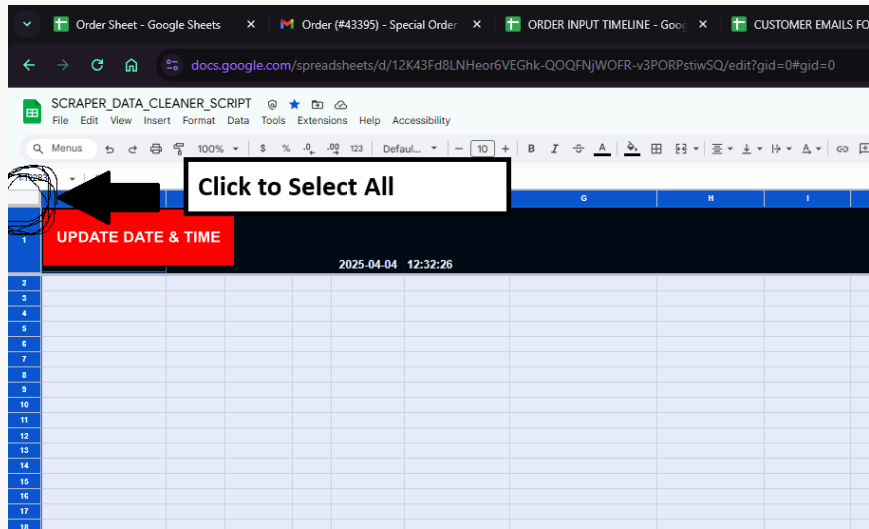 Order Sheet - Google Sheets
Order (#43395) - Special Order
ORDER INPUT TIMELINE - Goog
CUSTOMER EMAILS FO
docs.google.com/spreadsheets/d/12K43Fd8LNHeor6VEGhk-QOQFNjWOFR-v3PORPstiwSQ/edit?gid=0#gid=0
SCRAPER_DATA_CLEANER_SCRIPT
File Edit View Insert Format Data Tools Extensions Help Accessibility
Menus 100% $ % .0 .00 123 Defaul... 10 B I A
Click to Select All
G H I
1 UPDATE DATE & TIME
2025-04-04 12:32:26
2
3
4
5
6
7
8
9
10
11
12
13
14
15
16
17
18